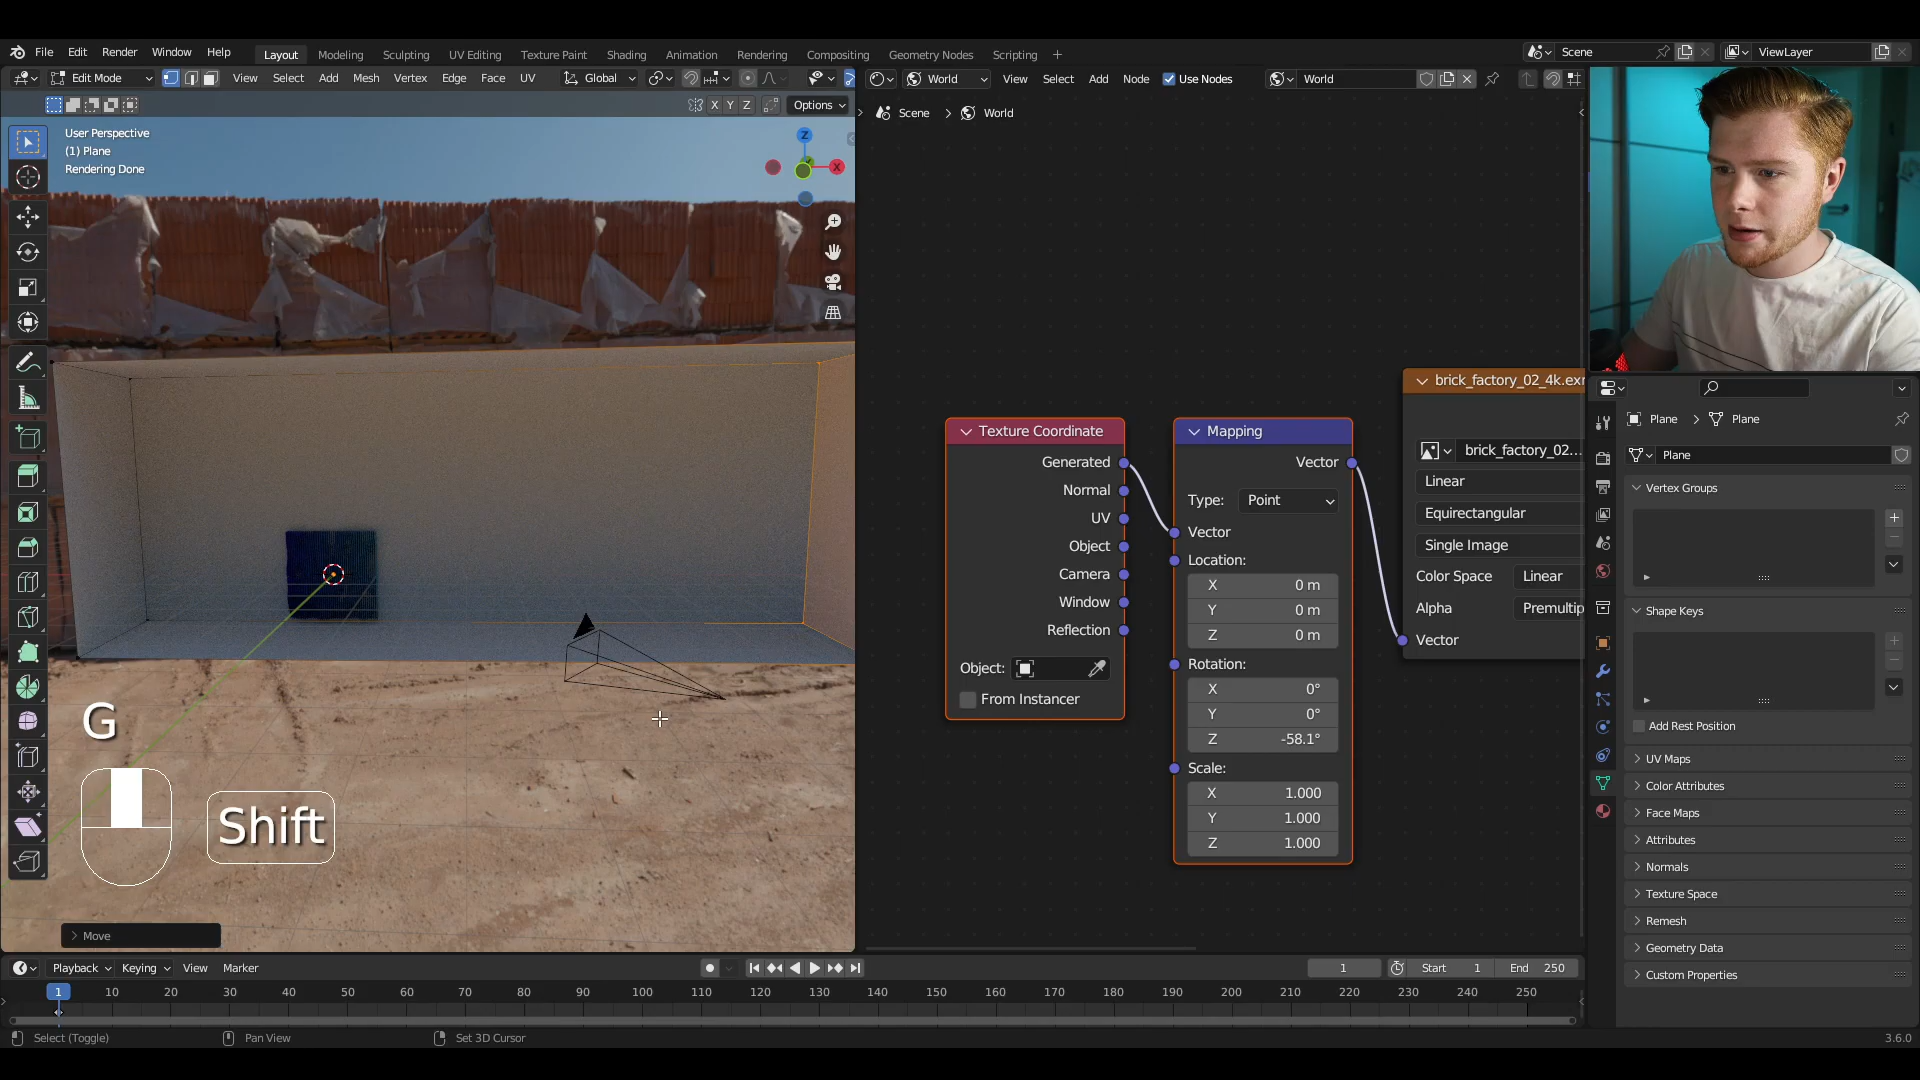 File Edit Render Window Help Layout Modeling Sculpting UV Editing Texture Paint Shading Animation Rendering Compositing Geometry Nodes Scripting + Scene ViewLayer
Edit Mode View Select Add Mesh Vertex Edge Face UV Global World View Select Add Node Use Nodes World
X Y Z Options
Scene > World
User Perspective
(1) Plane
Rendering Done
Z
X
brick_factory_02_4k.exr
brick_factory_02...
Linear
Equirectangular
Single Image
Color Space Linear
Alpha Premultip
Vector
Texture Coordinate
Generated
Normal
UV
Object
Camera
Window
Reflection
Object:
From Instancer
Mapping
Vector
Type: Point
Vector
Location:
X 0 m
Y 0 m
Z 0 m
Rotation:
X 0°
Y 0°
Z -58.1°
Scale:
X 1.000
Y 1.000
Z 1.000
Plane > Plane
Plane
Vertex Groups
Shape Keys
Add Rest Position
UV Maps
Color Attributes
Face Maps
Attributes
Normals
Texture Space
Remesh
Geometry Data
Custom Properties
G
Shift
Move
Playback Keying View Marker 1 Start 1 End 250
1 10 20 30 40 50 60 70 80 90 100 110 120 130 140 150 160 170 180 190 200 210 220 230 240 250
Select (Toggle) Pan View Set 3D Cursor 3.6.0